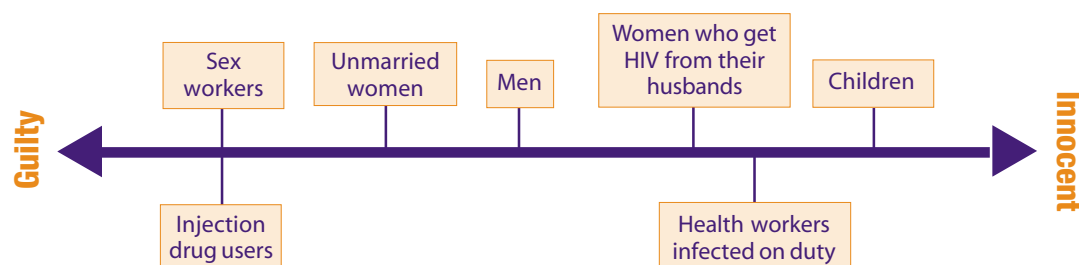 Guilty
Sex
workers
Unmarried
women
Men
Women who get
HIV from their
husbands
Children
Injection
drug users
Health workers
infected on duty
Innocent